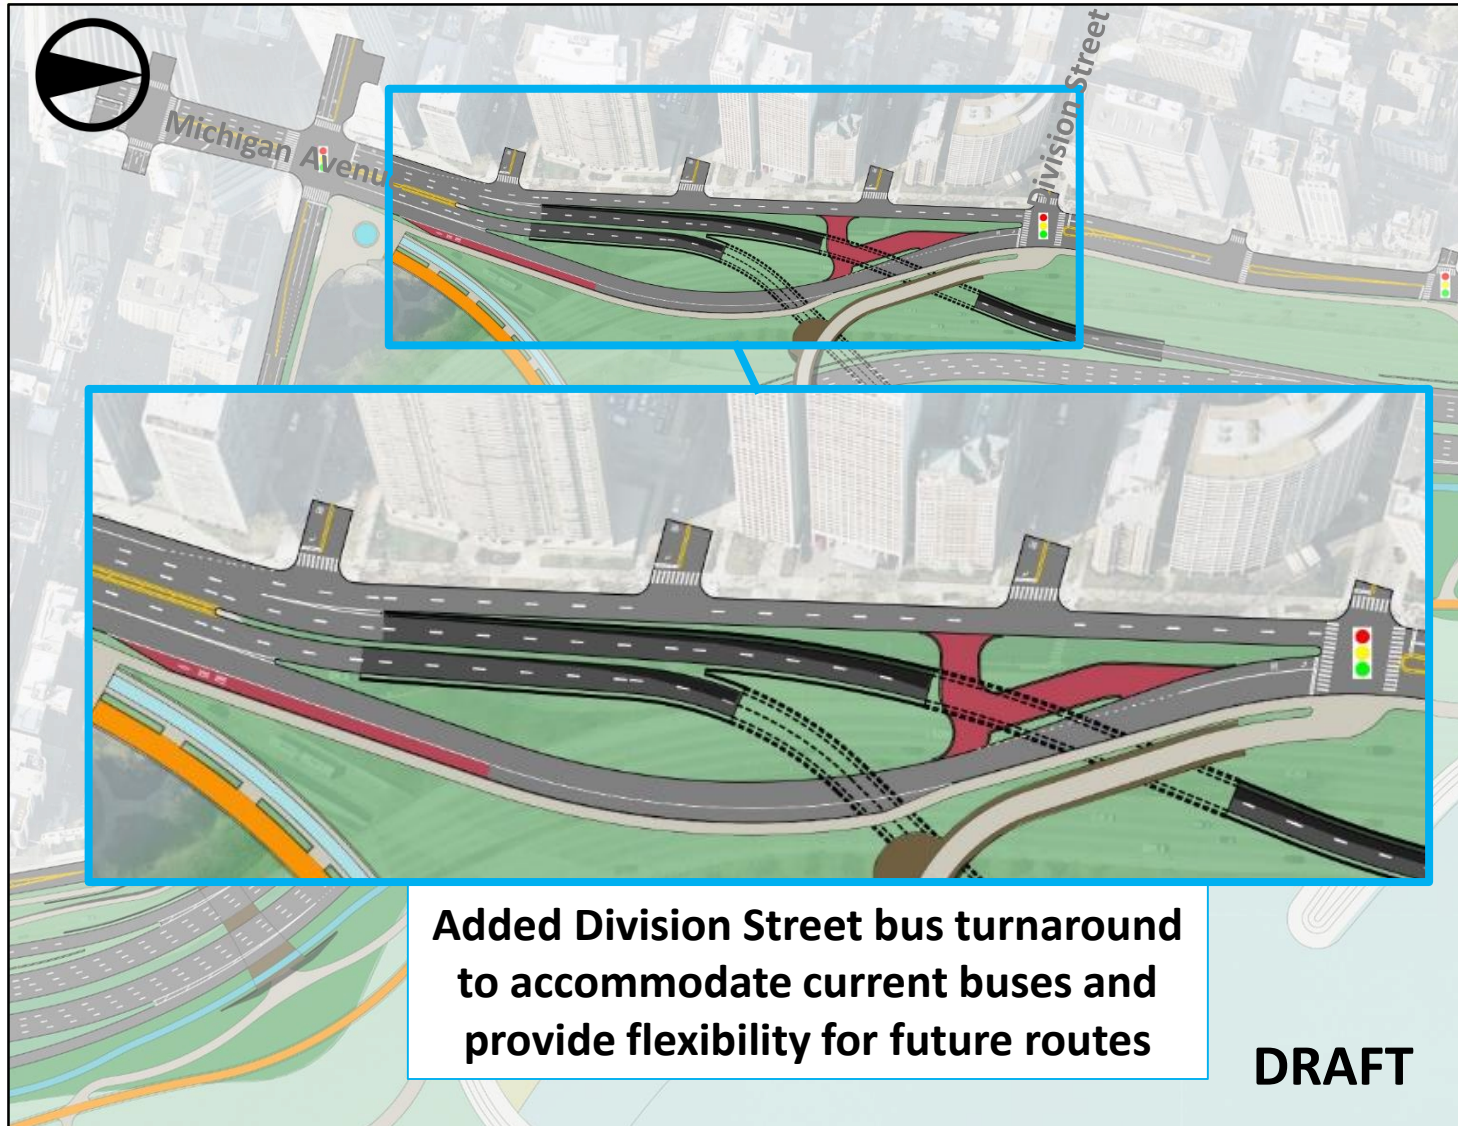 Michigan Avenu
Division Street
Added Division Street bus turnaround
to accommodate current buses and
provide flexibility for future routes
DRAFT